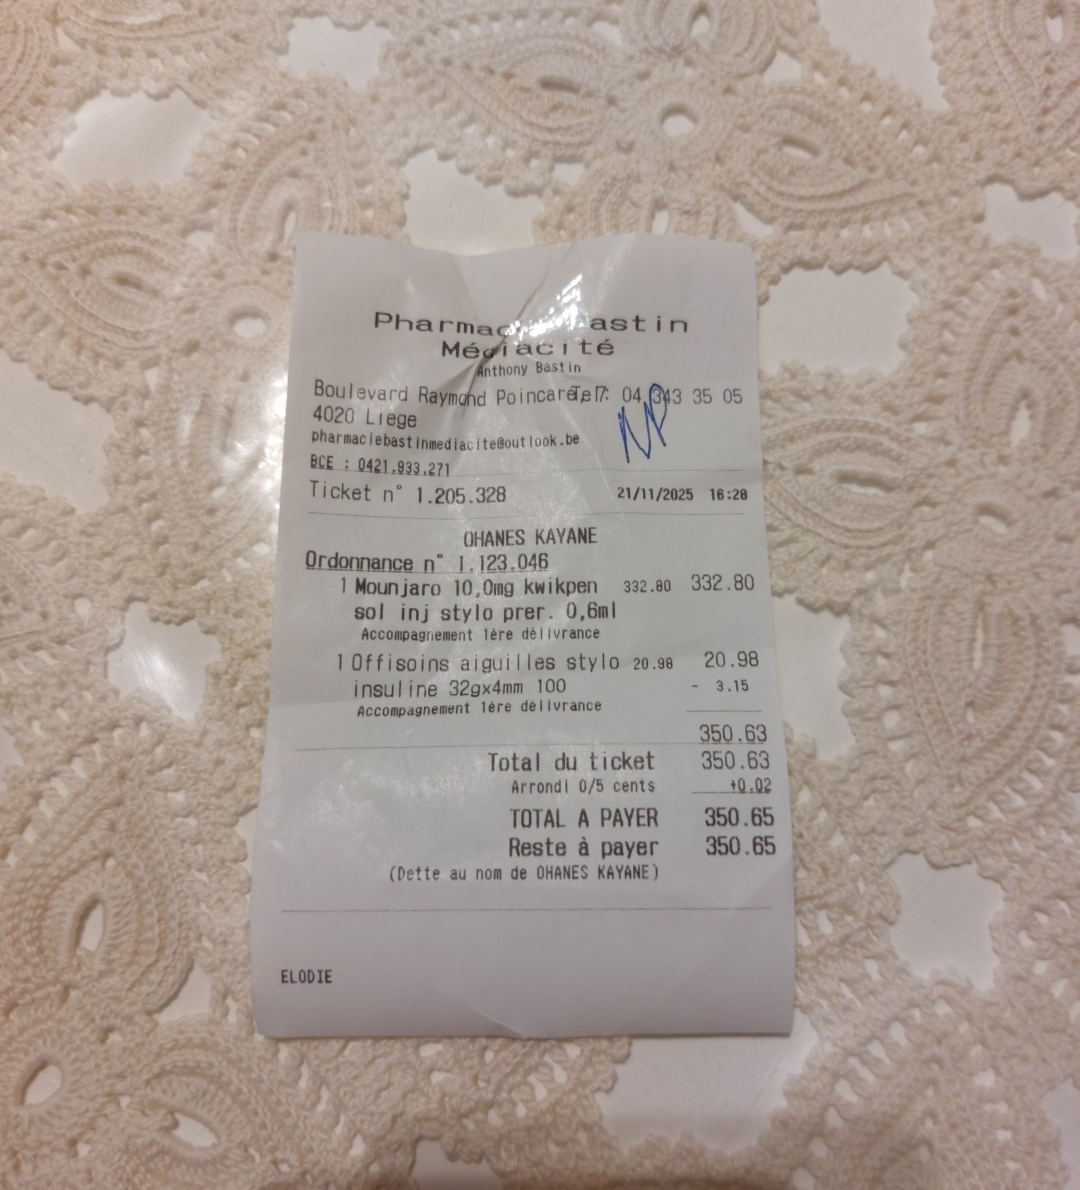 Pharmac Bastin
Médiacité
Anthony Bastin
Boulevard Raymond Poincaré, 7 Tel: 04 343 35 05
NP
4020 Liege
pharmaciebastinmediacite@outlook.be
BCE : 0421.933.271
Ticket n° 1.205.328 21/11/2025 16:28
OHANES KAYANE
Ordonnance n° 1.123.046
1 Mounjaro 10,0mg kwikpen 332.80 332.80
sol inj stylo prer. 0,6ml
Accompagnement 1ère délivrance
1 Offisoins aiguilles stylo 20.98 20.98
insuline 32gx4mm 100 - 3.15
Accompagnement 1ère délivrance
350.63
Total du ticket 350.63
Arrondi 0/5 cents +0.02
TOTAL A PAYER 350.65
Reste à payer 350.65
(Dette au nom de OHANES KAYANE)
ELODIE